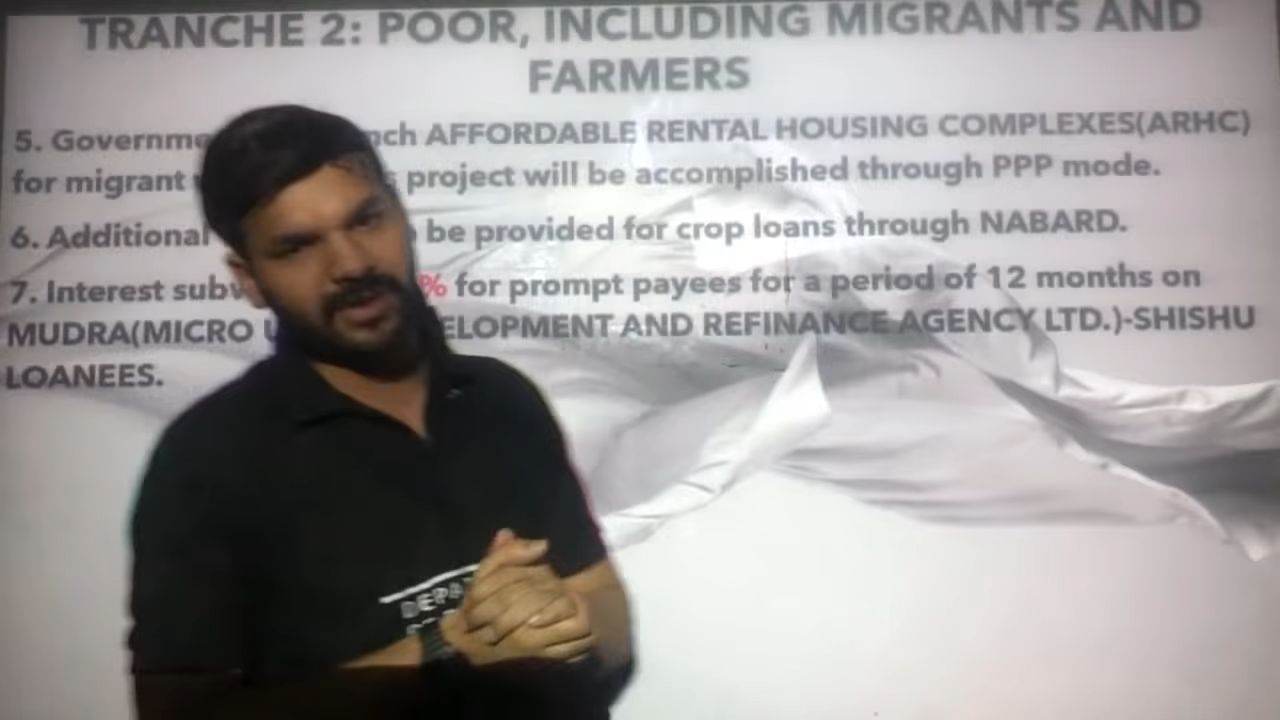 TRANCHE 2: POOR, INCLUDING MIGRANTS AND
FARMERS
5. Governme nch AFFORDABLE RENTAL HOUSING COMPLEXES(ARHC)
for migrant project will be accomplished through PPP mode.
6. Additional be provided for crop loans through NABARD.
7. Interest subv % for prompt payees for a period of 12 months on
MUDRA(MICRO U ELOPMENT AND REFINANCE AGENCY LTD.)-SHISHU
LOANEES.
DEPA